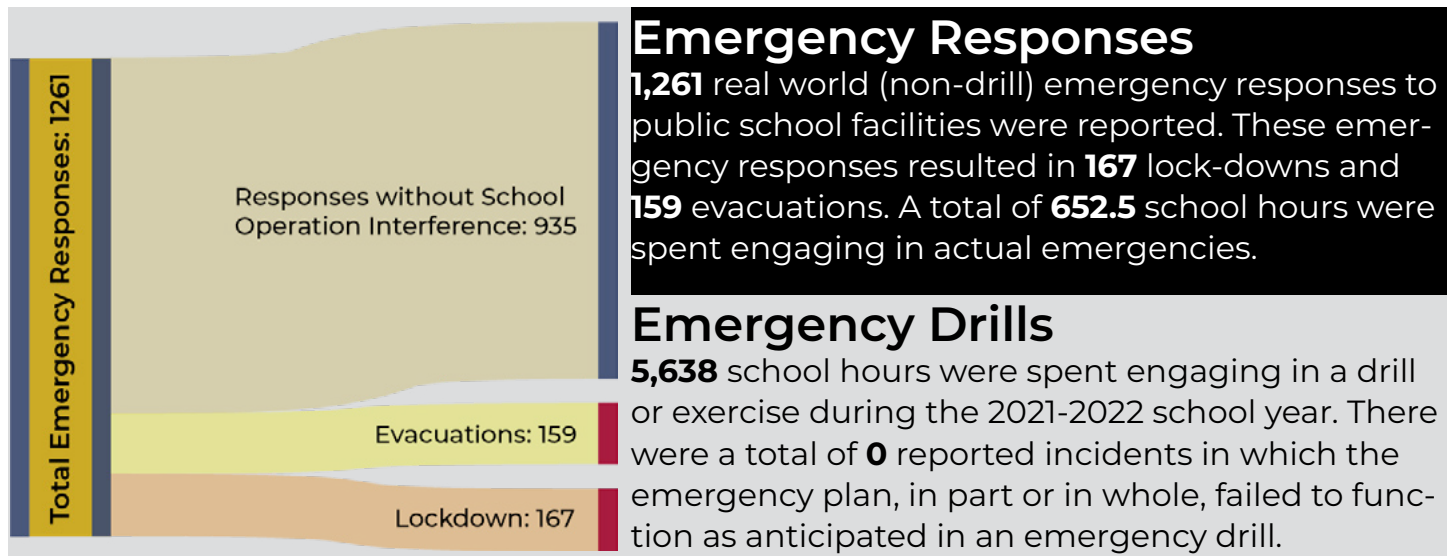 Total Emergency Responses: 1261
Responses without School
Operation Interference: 935
Evacuations: 159
Lockdown: 167
Emergency Responses
1,261 real world (non-drill) emergency responses to
public school facilities were reported. These emer-
gency responses resulted in 167 lock-downs and
159 evacuations. A total of 652.5 school hours were
spent engaging in actual emergencies.
Emergency Drills
5,638 school hours were spent engaging in a drill
or exercise during the 2021-2022 school year. There
were a total of 0 reported incidents in which the
emergency plan, in part or in whole, failed to func-
tion as anticipated in an emergency drill.